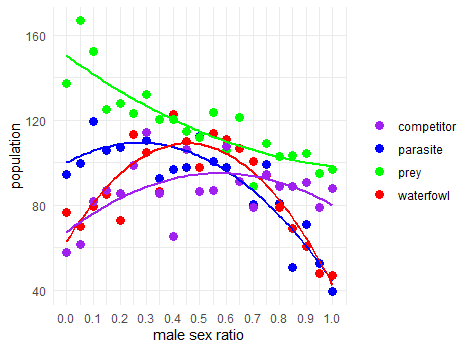 160
120
80
40
population
0.0 0.1 0.2 0.3 0.4 0.5 0.6 0.7 0.8 0.9 1.0
male sex ratio
competitor
parasite
prey
waterfowl